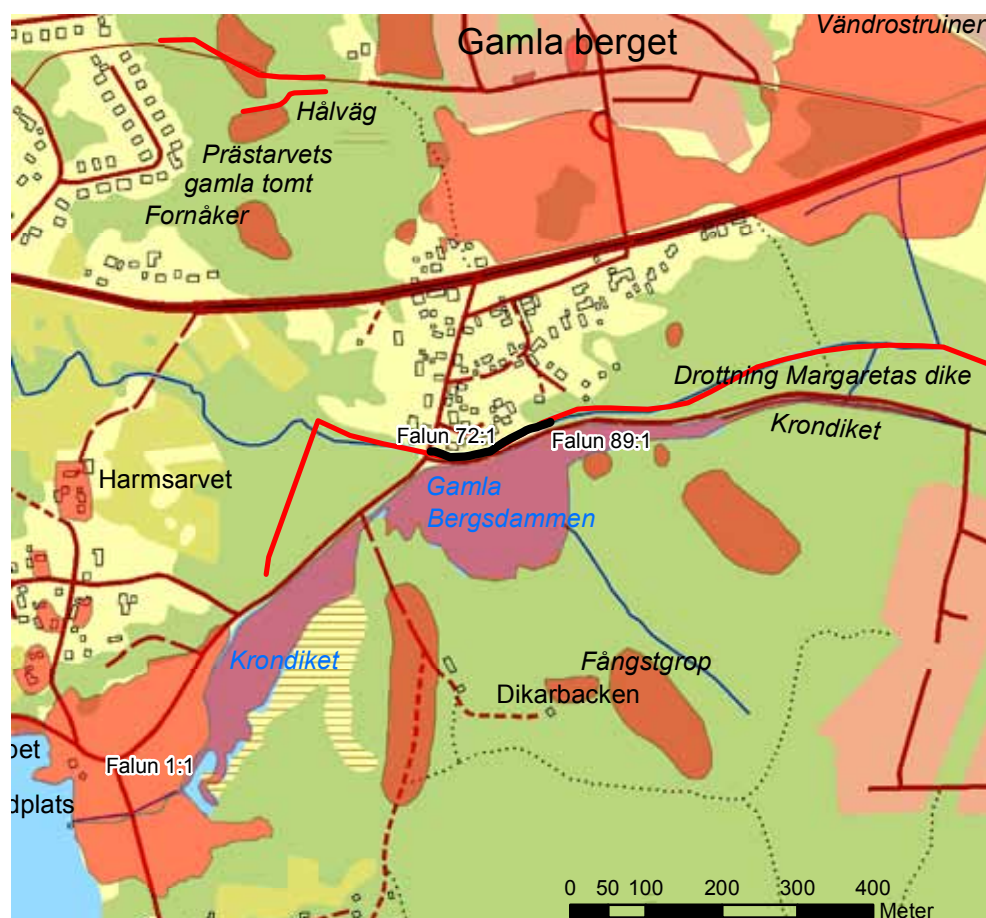 Vändrostruiner
Gamla berget
Hålväg
Prästarvets
gamla tomt
Fornåker
Drottning Margaretas dike
Krondiket
Falun 72:1
Falun 89:1
Harmsarvet
Gamla
Bergsdammen
Krondiket
Fångstgrop
Dikarbacken
Falun 1:1
pet
dplats
0 50 100 200 300 400
Meter